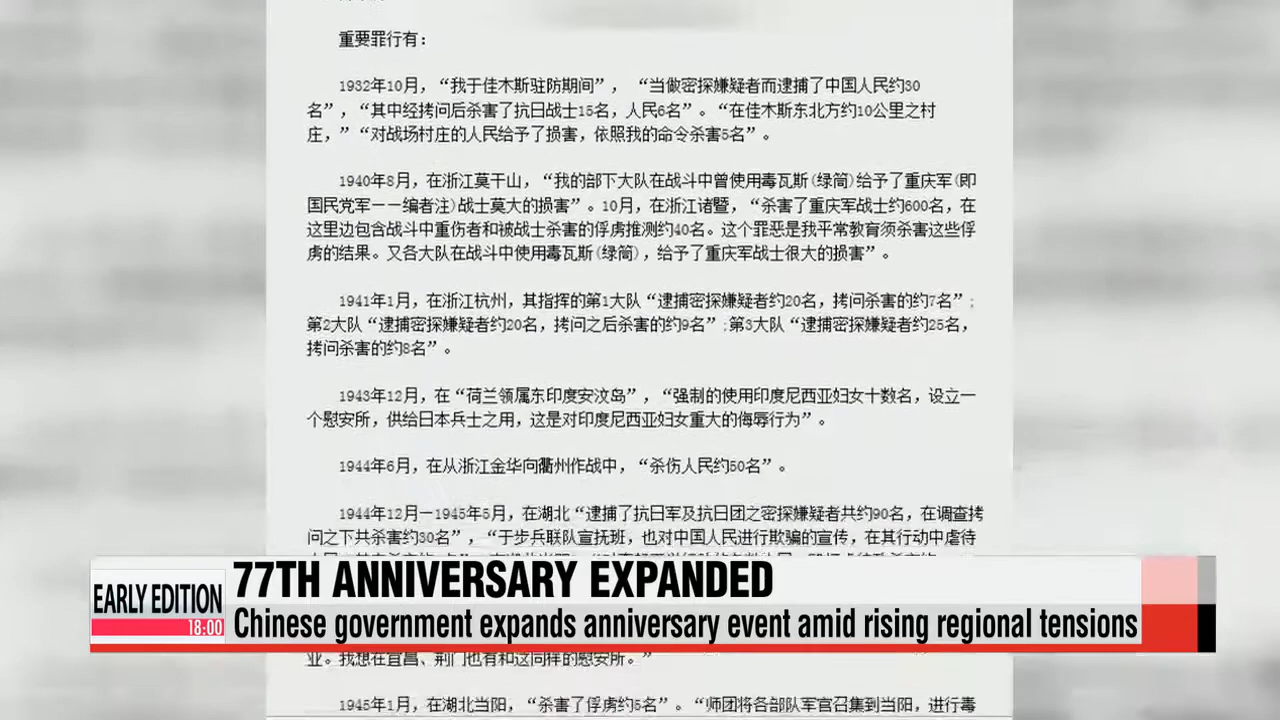 重要罪行有：
1932年10月，“我于佳木斯驻防期间”，“当做密探嫌疑者而逮捕了中国人民约30
名”，“其中经拷问后杀害了抗日战士15名，人民6名”。“在佳木斯东北方约10公里之村
庄，”“对战场村庄的人民给予了损害，依照我的命令杀害5名”。
1940年8月，在浙江莫干山，“我的部下大队在战斗中曾使用毒瓦斯(绿筒)给予了重庆军(即
国民党军——编者注)战士莫大的损害”。10月，在浙江诸暨，“杀害了重庆军战士约600名，在
这里边包含战斗中重伤者和被战士杀害的俘虏推测约40名。这个罪恶是我平常教育须杀害这些俘
虏的结果。又各大队在战斗中使用毒瓦斯(绿筒)，给予了重庆军战士很大的损害”。
1941年1月，在浙江杭州，其指挥的第1大队“逮捕密探嫌疑者约20名，拷问杀害的约7名”;
第2大队“逮捕密探嫌疑者约20名，拷问之后杀害的约9名”;第3大队“逮捕密探嫌疑者约25名，
拷问杀害的约8名”。
1943年12月，在“荷兰领属东印度安汶岛”，“强制的使用印度尼西亚妇女十数名，设立一
个慰安所，供给日本兵士之用，这是对印度尼西亚妇女重大的侮辱行为”。
1944年6月，在从浙江金华向衢州作战中，“杀伤人民约50名”。
1944年12月—1945年5月，在湖北“逮捕了抗日军及抗日团之密探嫌疑者共约90名，在调查拷
问之下共杀害约30名”，“于步兵联队宣抚班，也对中国人民进行欺骗的宣传，在其行动中虐待
EARLY EDITION
18:00
77TH ANNIVERSARY EXPANDED
Chinese government expands anniversary event amid rising regional tensions
业。我想在宜昌、荆门也有和这同样的慰安所。”
1945年1月，在湖北当阳，“杀害了俘虏约5名”。“师团将各部队军官召集到当阳，进行毒